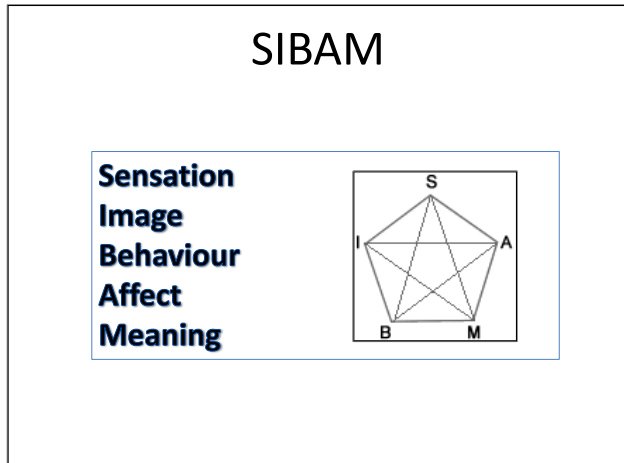 SIBAM
Sensation
Image
Behaviour
Affect
Meaning
S
I A
B M